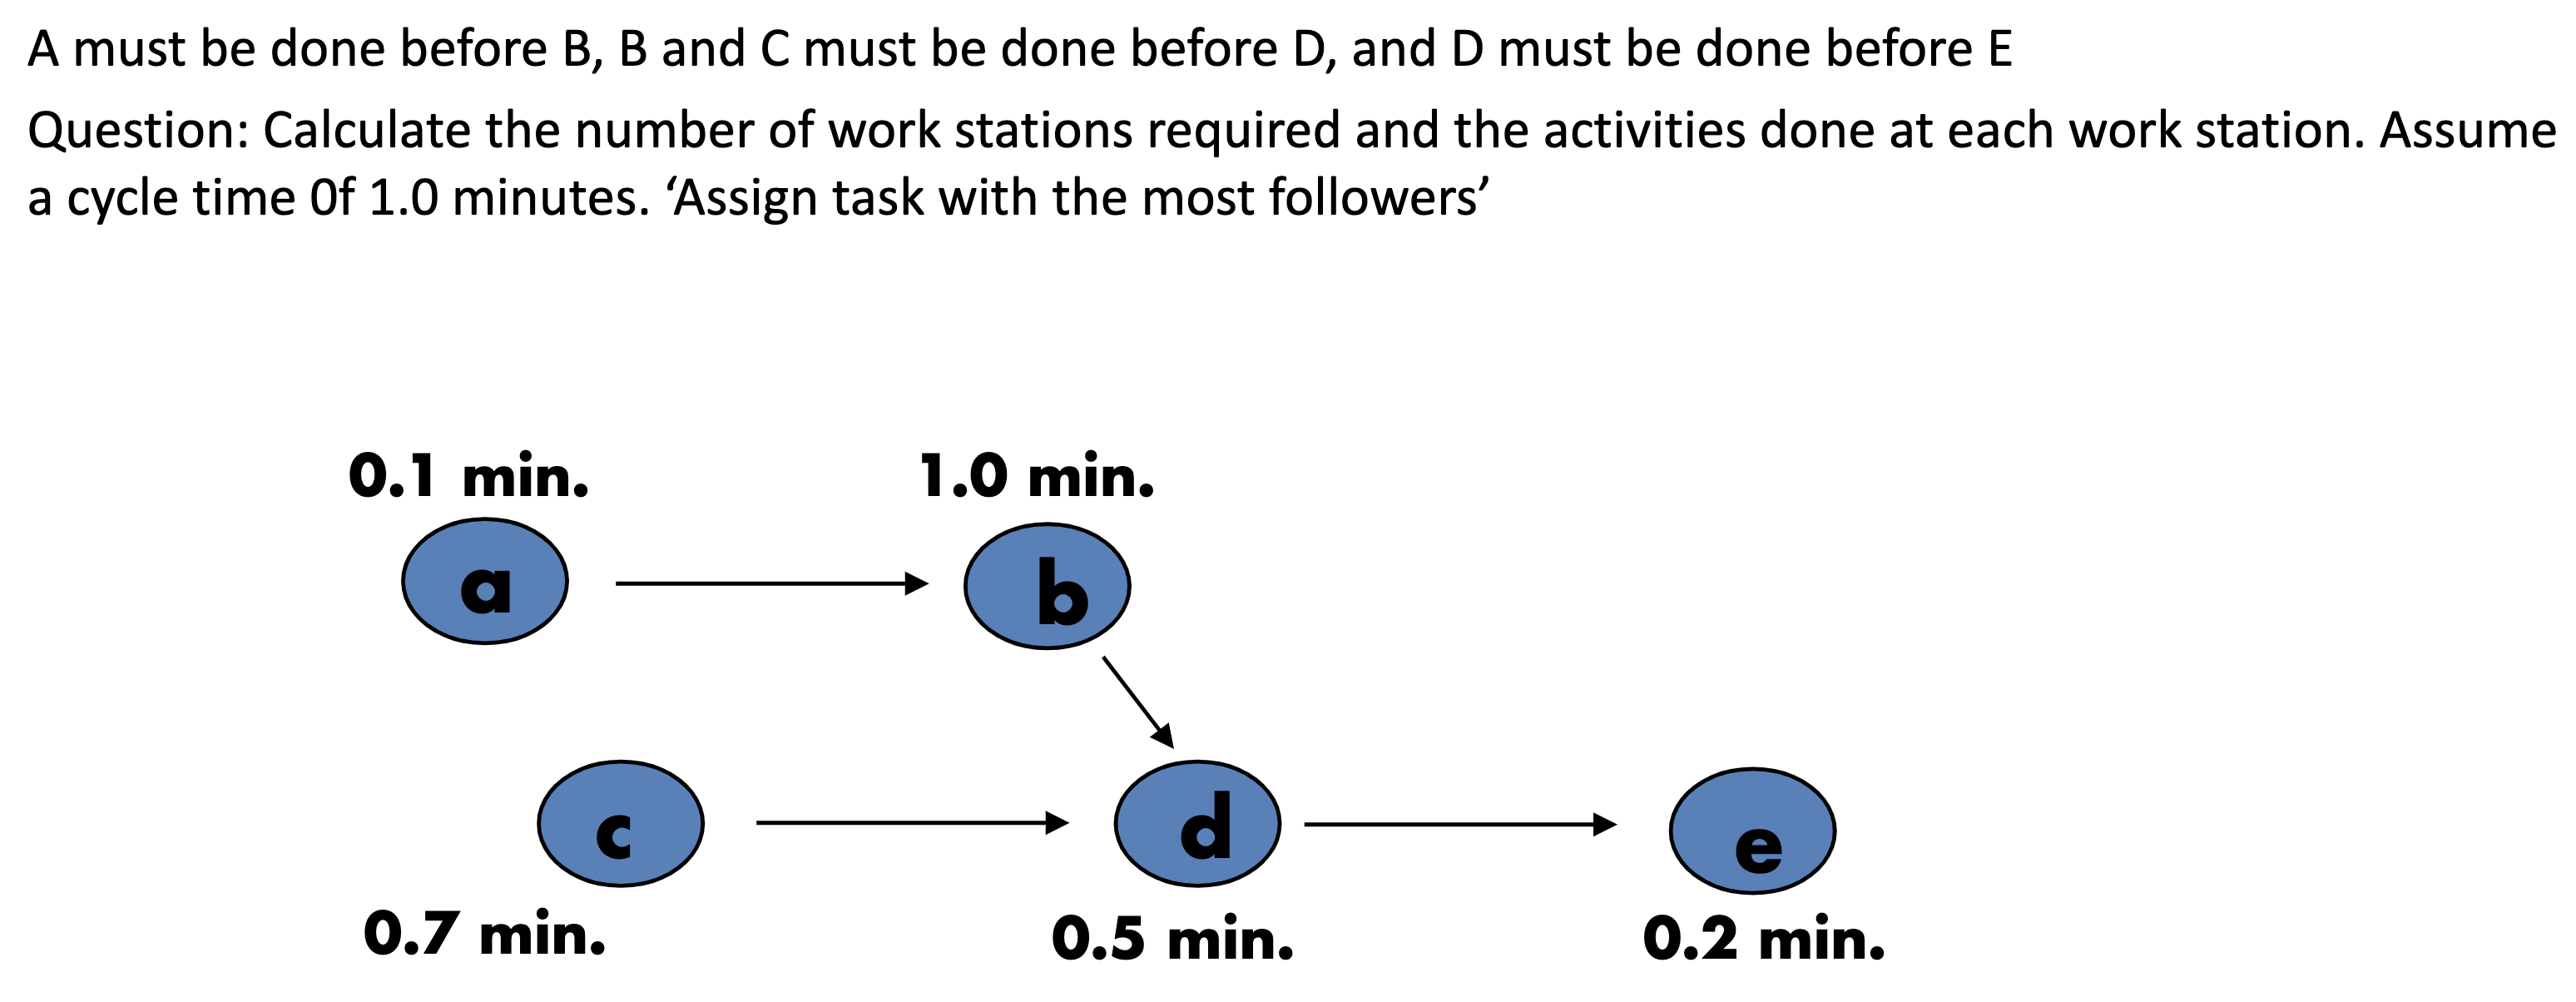 A must be done before B, B and C must be done before D, and D must be done before E
Question: Calculate the number of work stations required and the activities done at each work station. Assume
a cycle time 0f 1.0 minutes. ‘Assign task with the most followers’
0.1 min.
1.0 min.
a
b
c
d
e
0.7 min.
0.5 min.
0.2 min.